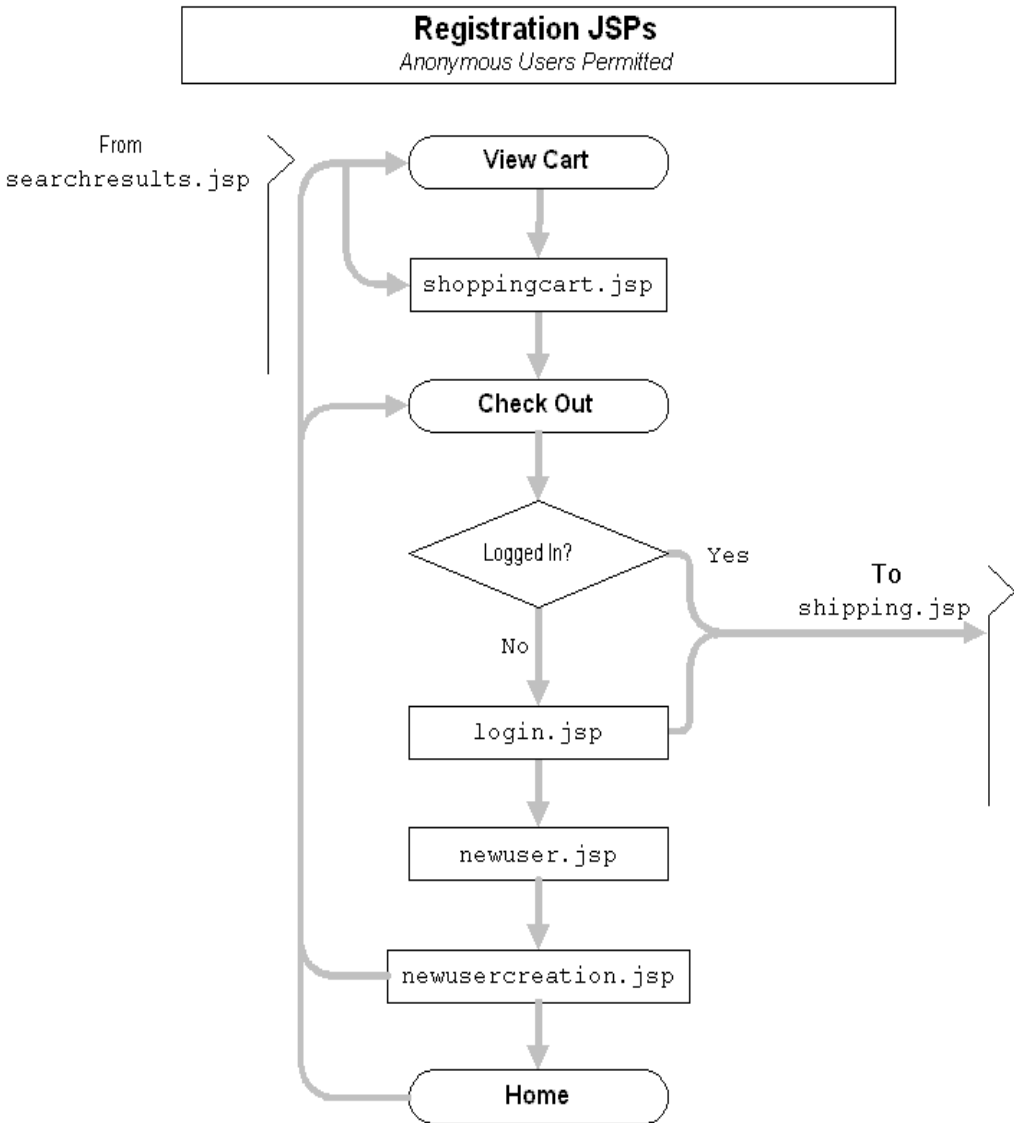 Registration JSPs
Anonymous Users Permitted
From
searchresults.jsp
View Cart
shoppingcart.jsp
Check Out
Logged In?
Yes
To
shipping.jsp
No
login.jsp
newuser.jsp
newusercreation.jsp
Home